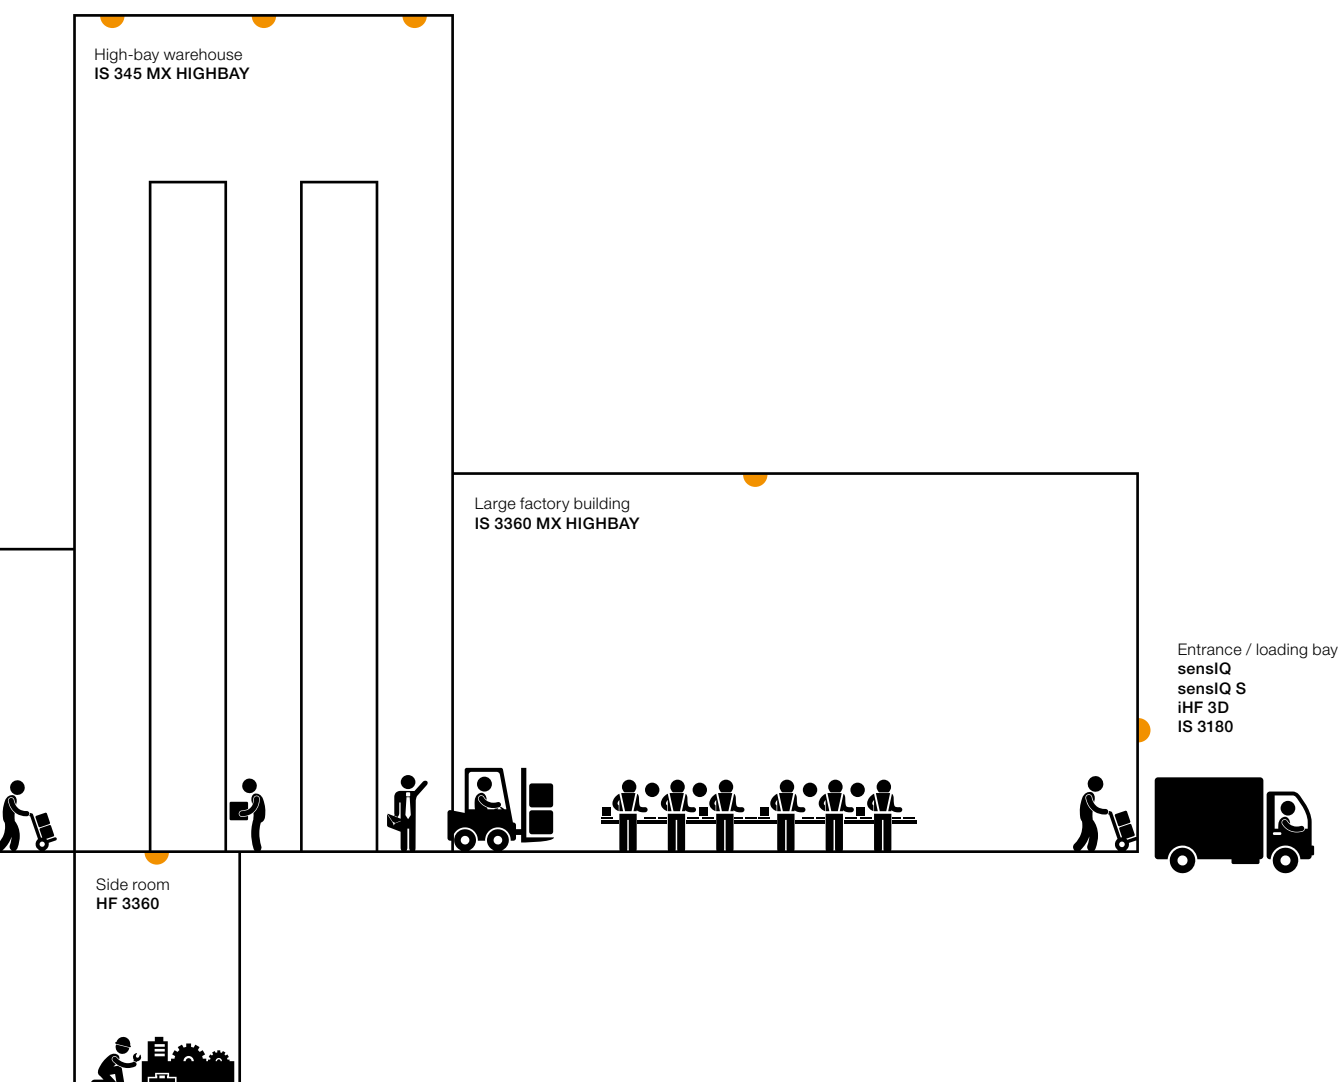 High-bay warehouse
IS 345 MX HIGHBAY
Large factory building
IS 3360 MX HIGHBAY
Entrance / loading bay
sensIQ
sensIQ S
iHF 3D
IS 3180
Side room
HF 3360